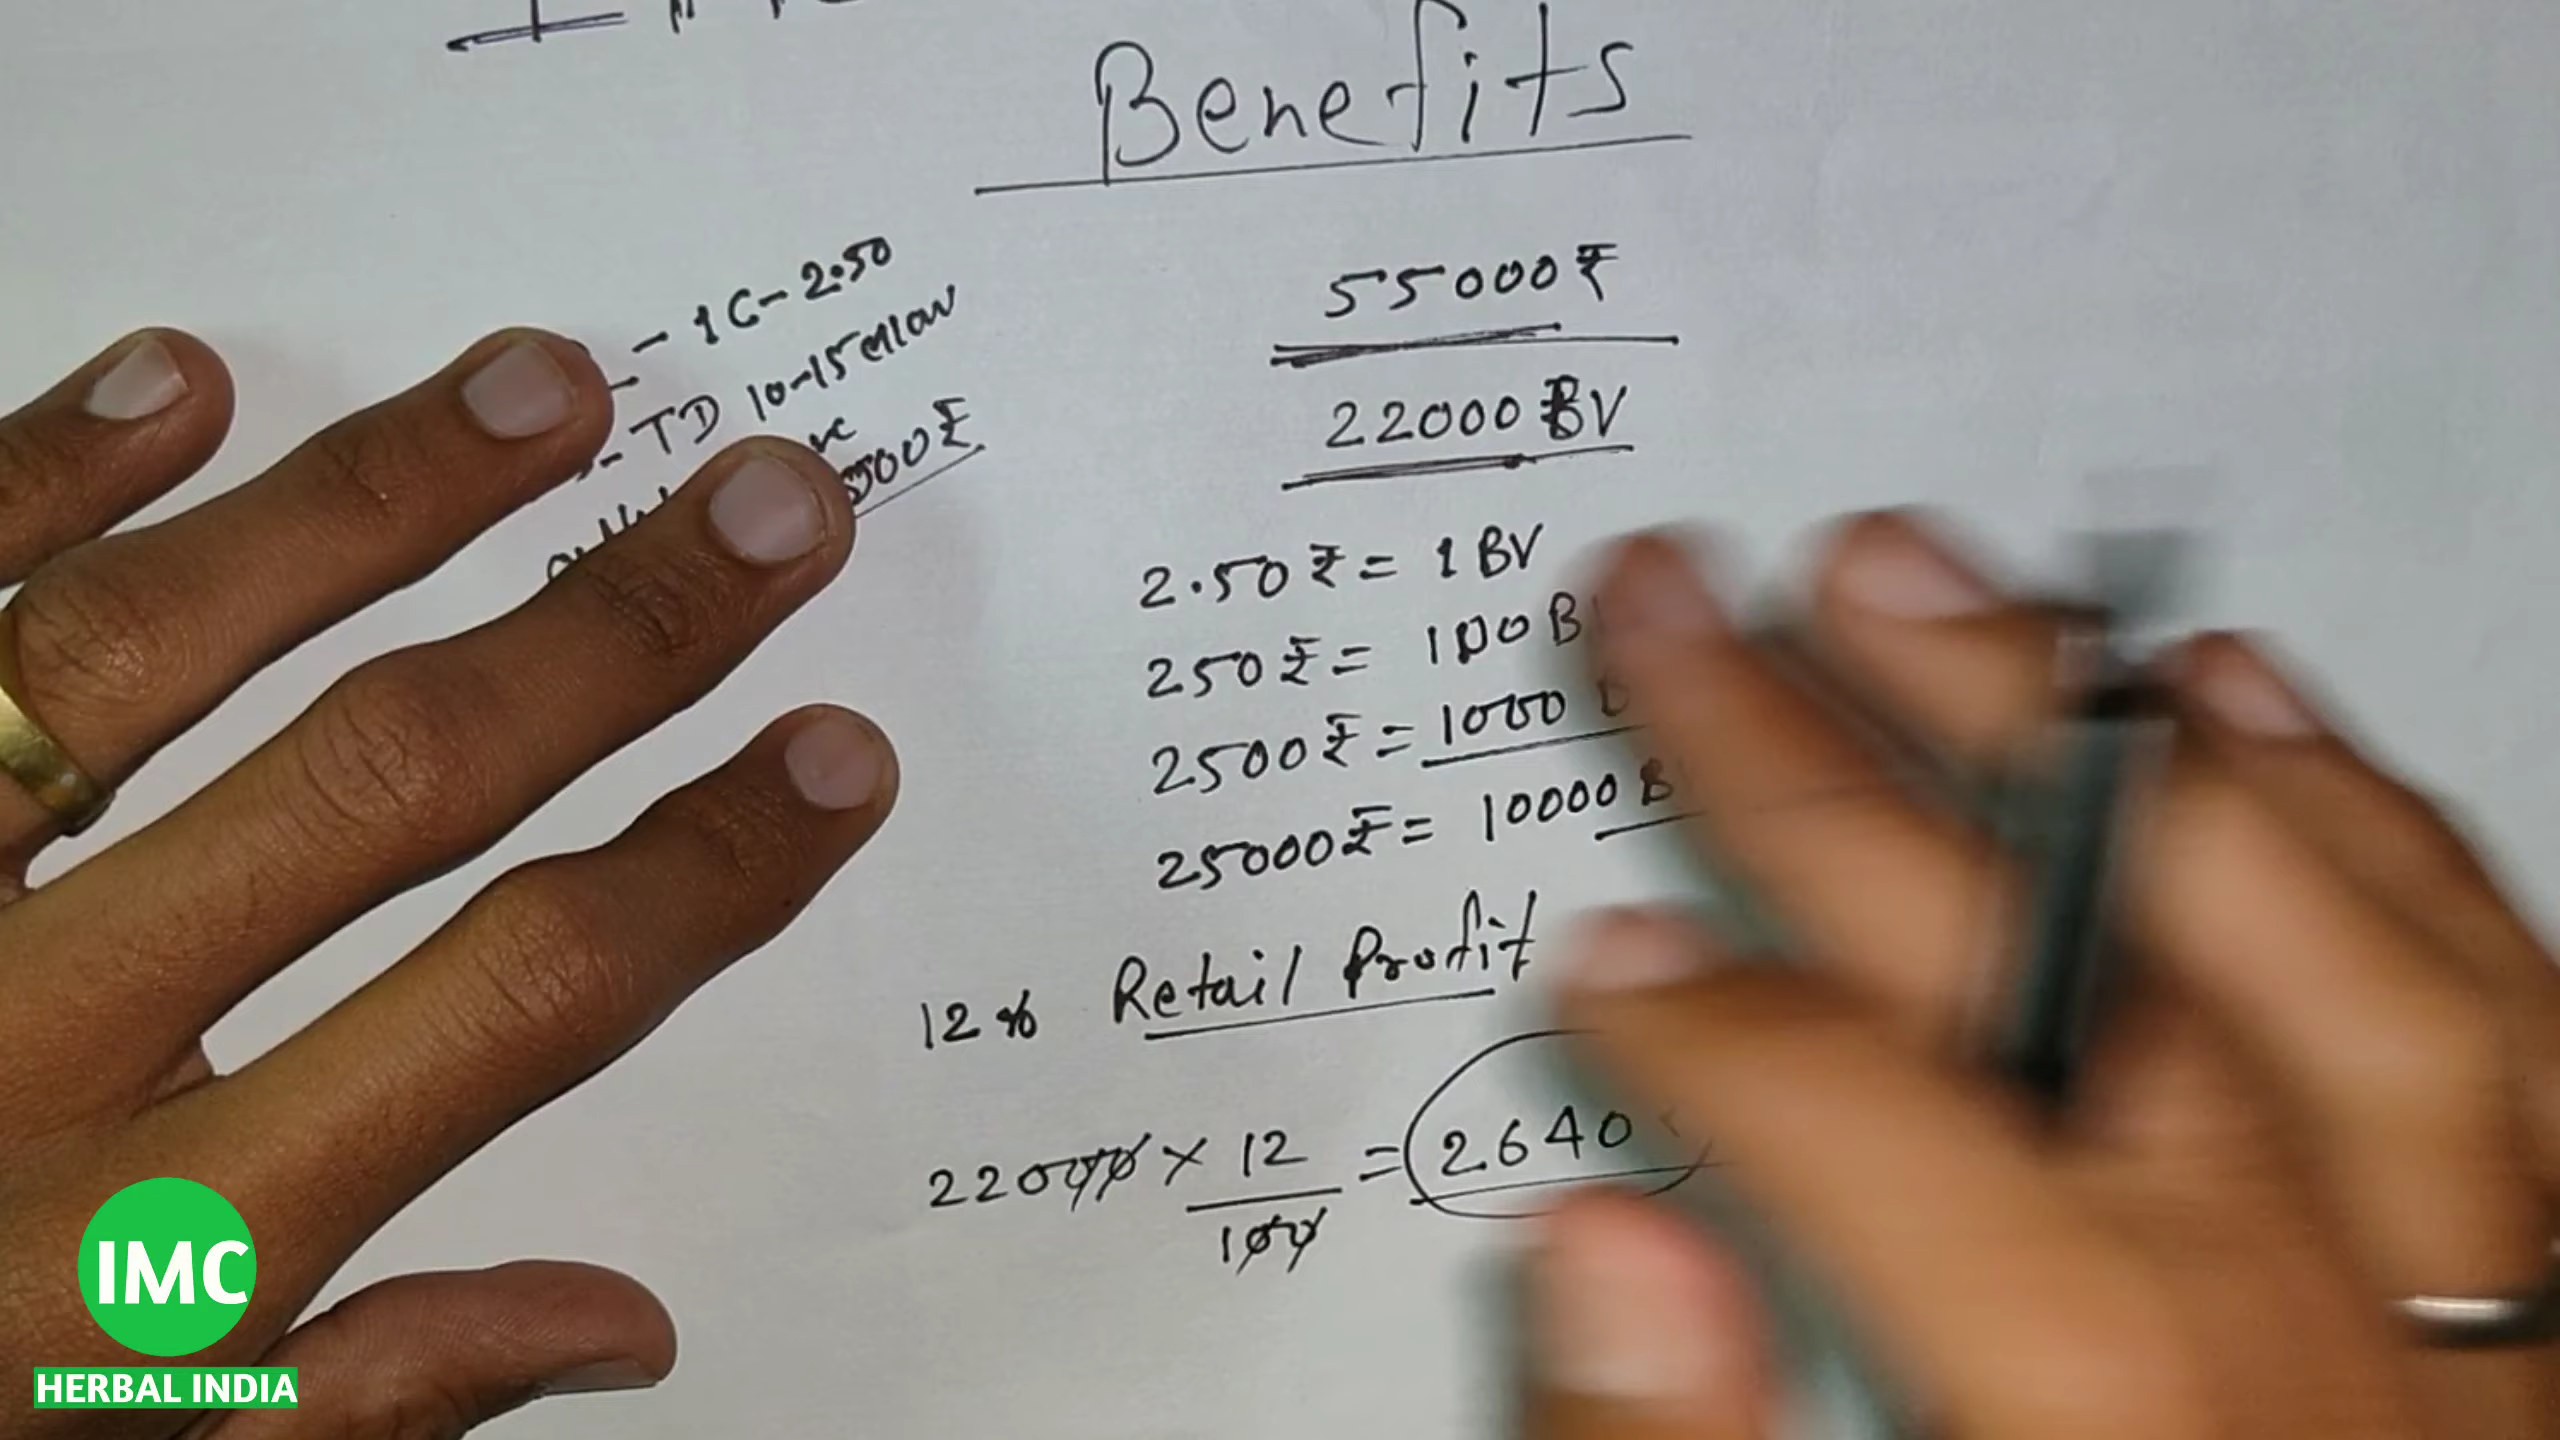 Benefits
- 1C- 2.50
- TD 10-15
500₹
55000₹
22000 BV
2.50 ₹ = 1 BV
250 ₹ = 100 B
2500 ₹ = 1000
25000 ₹ = 10000 B
12% Retail Profit
22000 × 12 / 100 = 2640
IMC
HERBAL INDIA